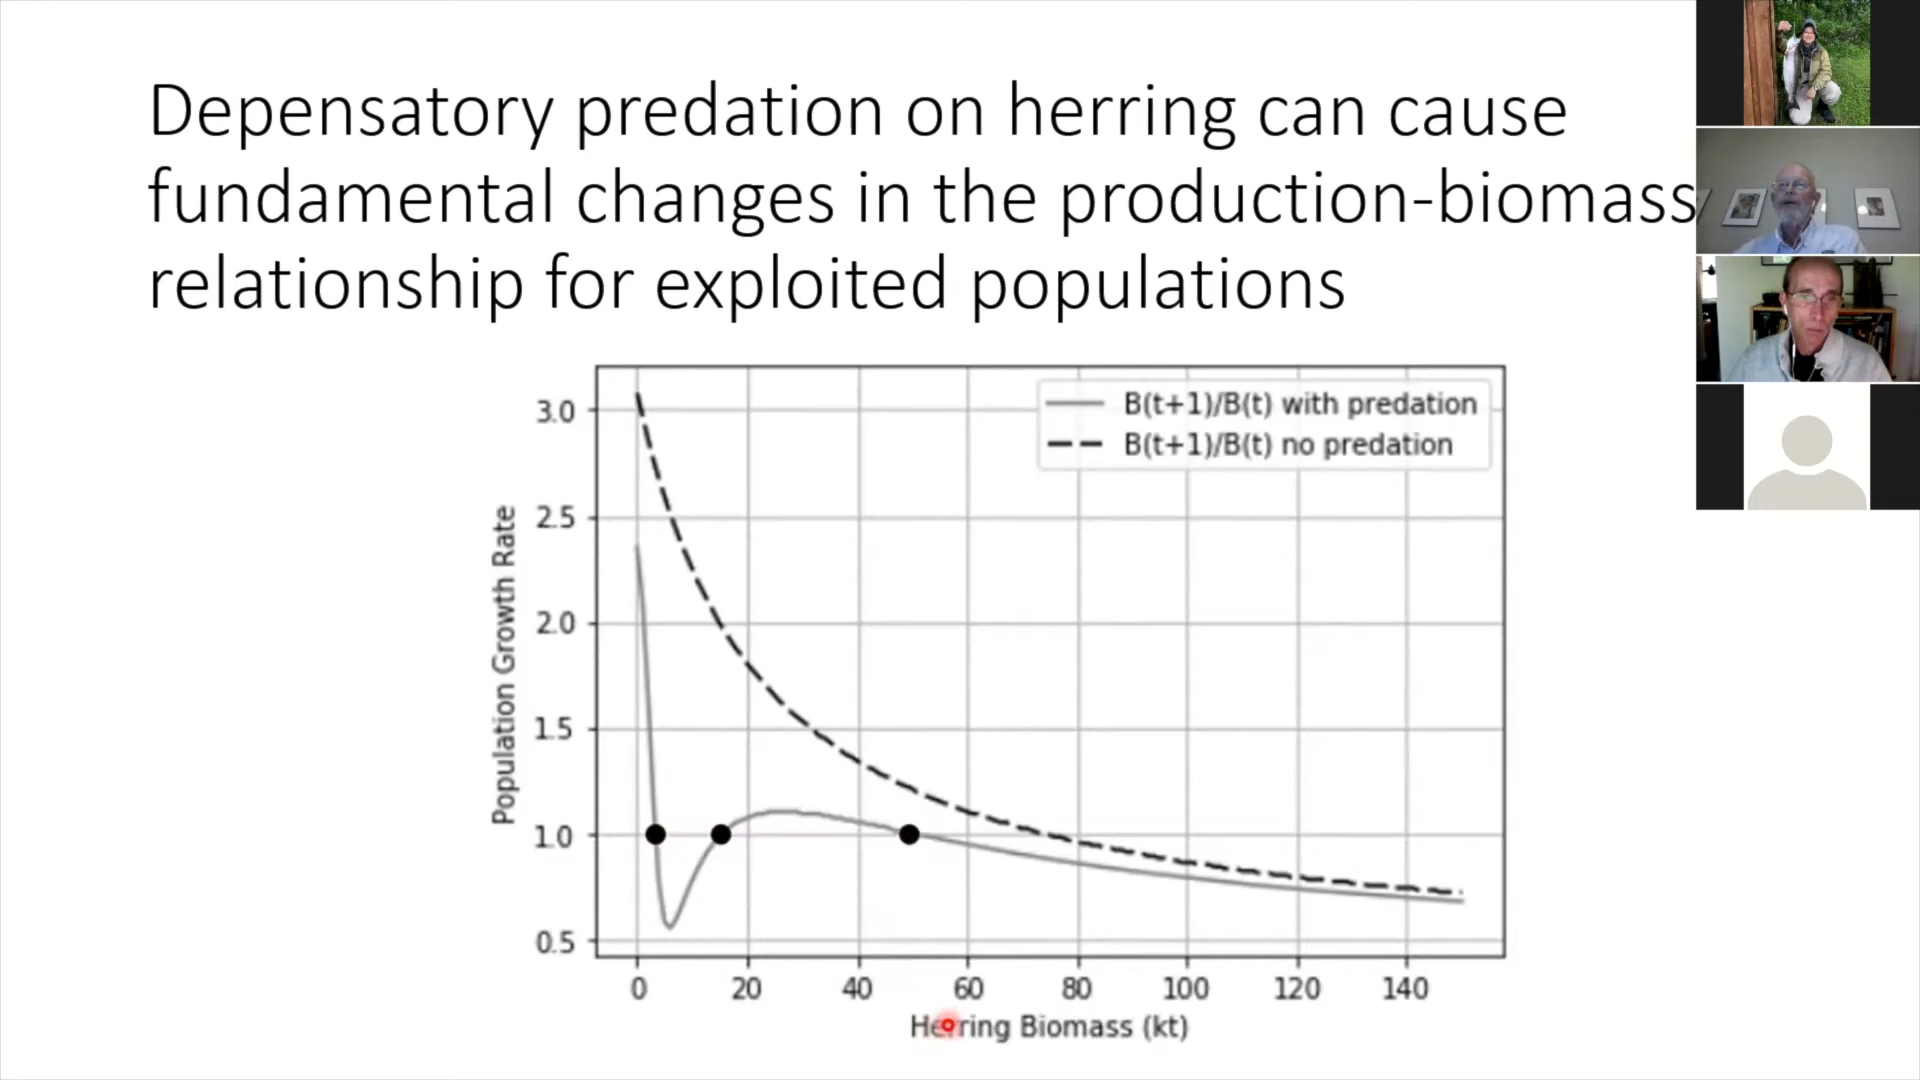 Depensatory predation on herring can cause
fundamental changes in the production-biomass
relationship for exploited populations
B(t+1)/B(t) with predation
B(t+1)/B(t) no predation
Population Growth Rate
3.0
2.5
2.0
1.5
1.0
0.5
0 20 40 60 80 100 120 140
Herring Biomass (kt)